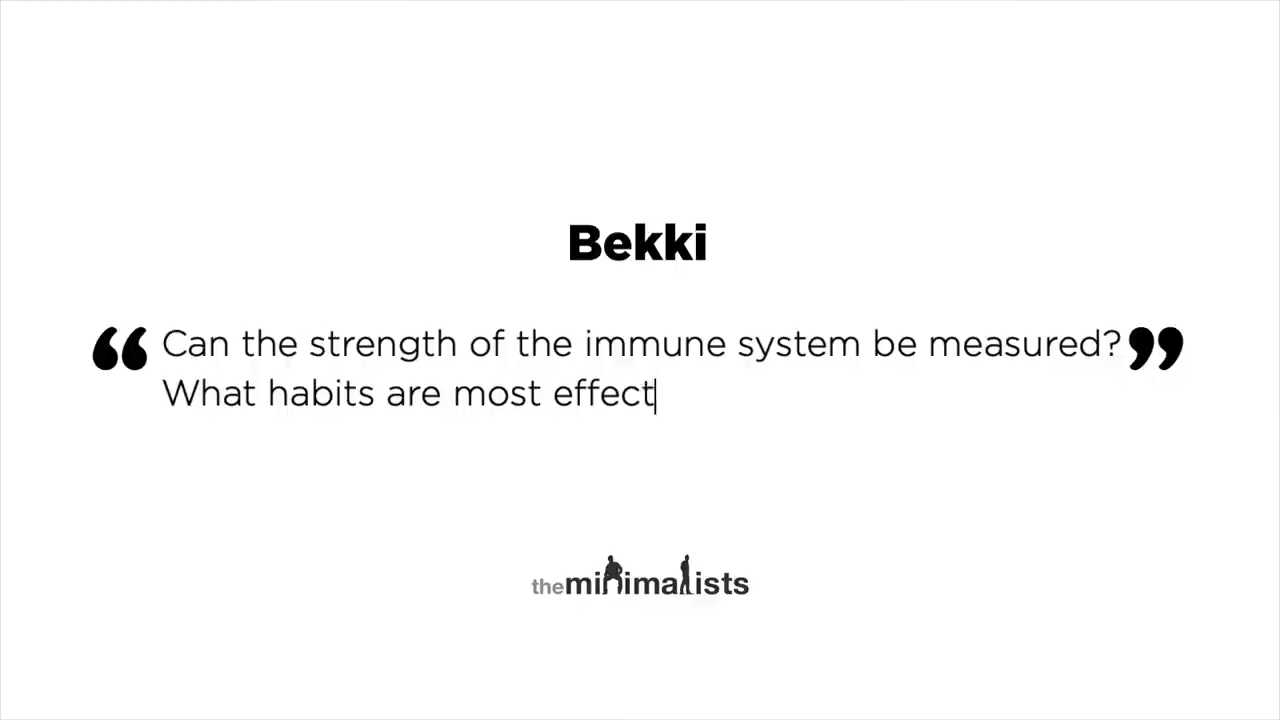 Bekki
“Can the strength of the immune system be measured?”
What habits are most effect
theminimalists